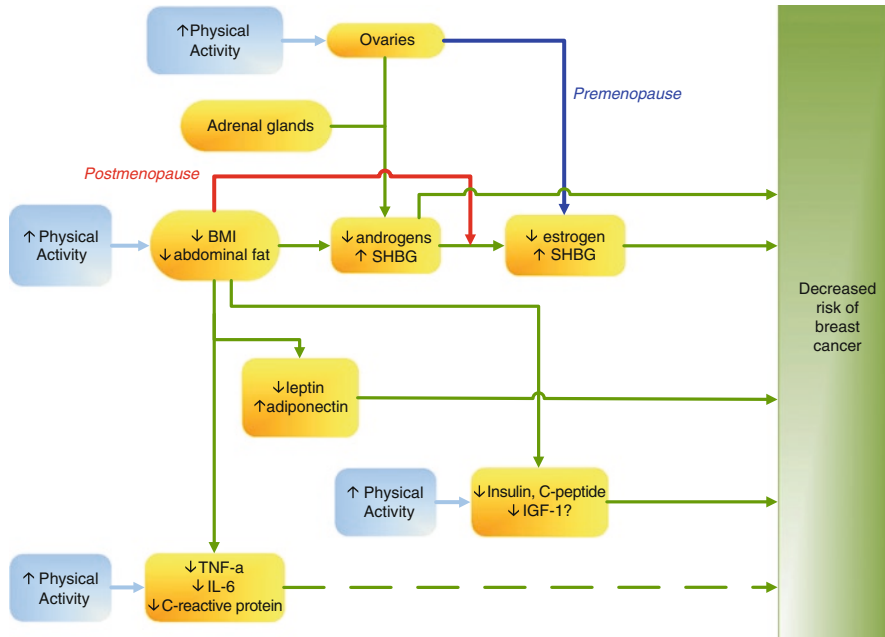 ↑Physical
Activity
Ovaries
Premenopause
Adrenal glands
Postmenopause
↑ Physical
Activity
↓ BMI
↓ abdominal fat
↓ androgens
↑ SHBG
↓ estrogen
↑ SHBG
Decreased
risk of
breast
cancer
↓leptin
↑adiponectin
↑ Physical
Activity
↓Insulin, C-peptide
↓ IGF-1?
↑ Physical
Activity
↓TNF-a
↓IL-6
↓C-reactive protein